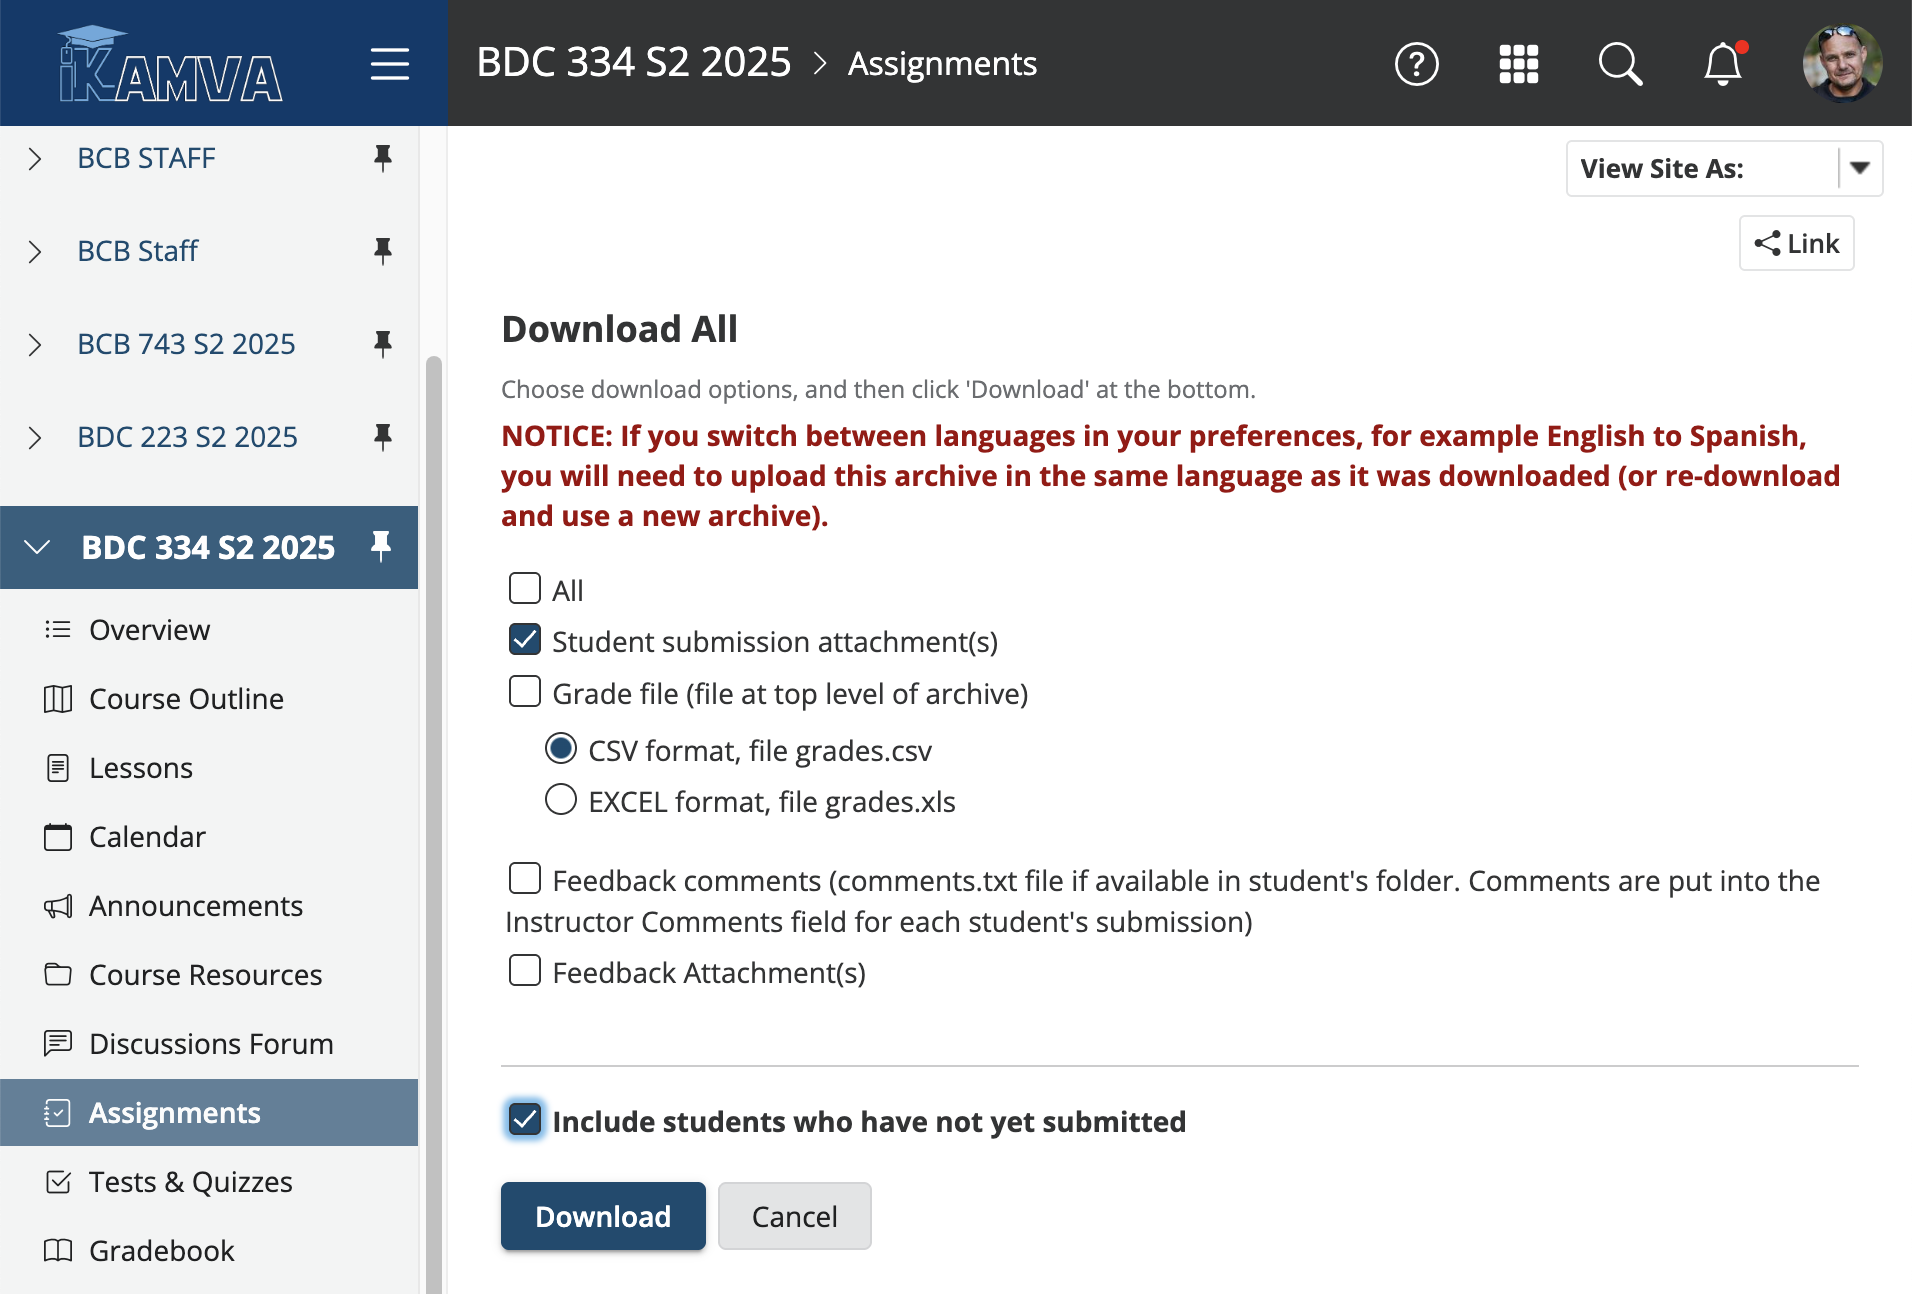 iKAMVA
BDC 334 S2 2025 > Assignments
BCB STAFF
BCB Staff
BCB 743 S2 2025
BDC 223 S2 2025
BDC 334 S2 2025
Overview
Course Outline
Lessons
Calendar
Announcements
Course Resources
Discussions Forum
Assignments
Tests & Quizzes
Gradebook
View Site As:
Link
Download All
Choose download options, and then click 'Download' at the bottom.
NOTICE: If you switch between languages in your preferences, for example English to Spanish,
you will need to upload this archive in the same language as it was downloaded (or re-download
and use a new archive).
All
Student submission attachment(s)
Grade file (file at top level of archive)
CSV format, file grades.csv
EXCEL format, file grades.xls
Feedback comments (comments.txt file if available in student's folder. Comments are put into the
Instructor Comments field for each student's submission)
Feedback Attachment(s)
Include students who have not yet submitted
Download
Cancel